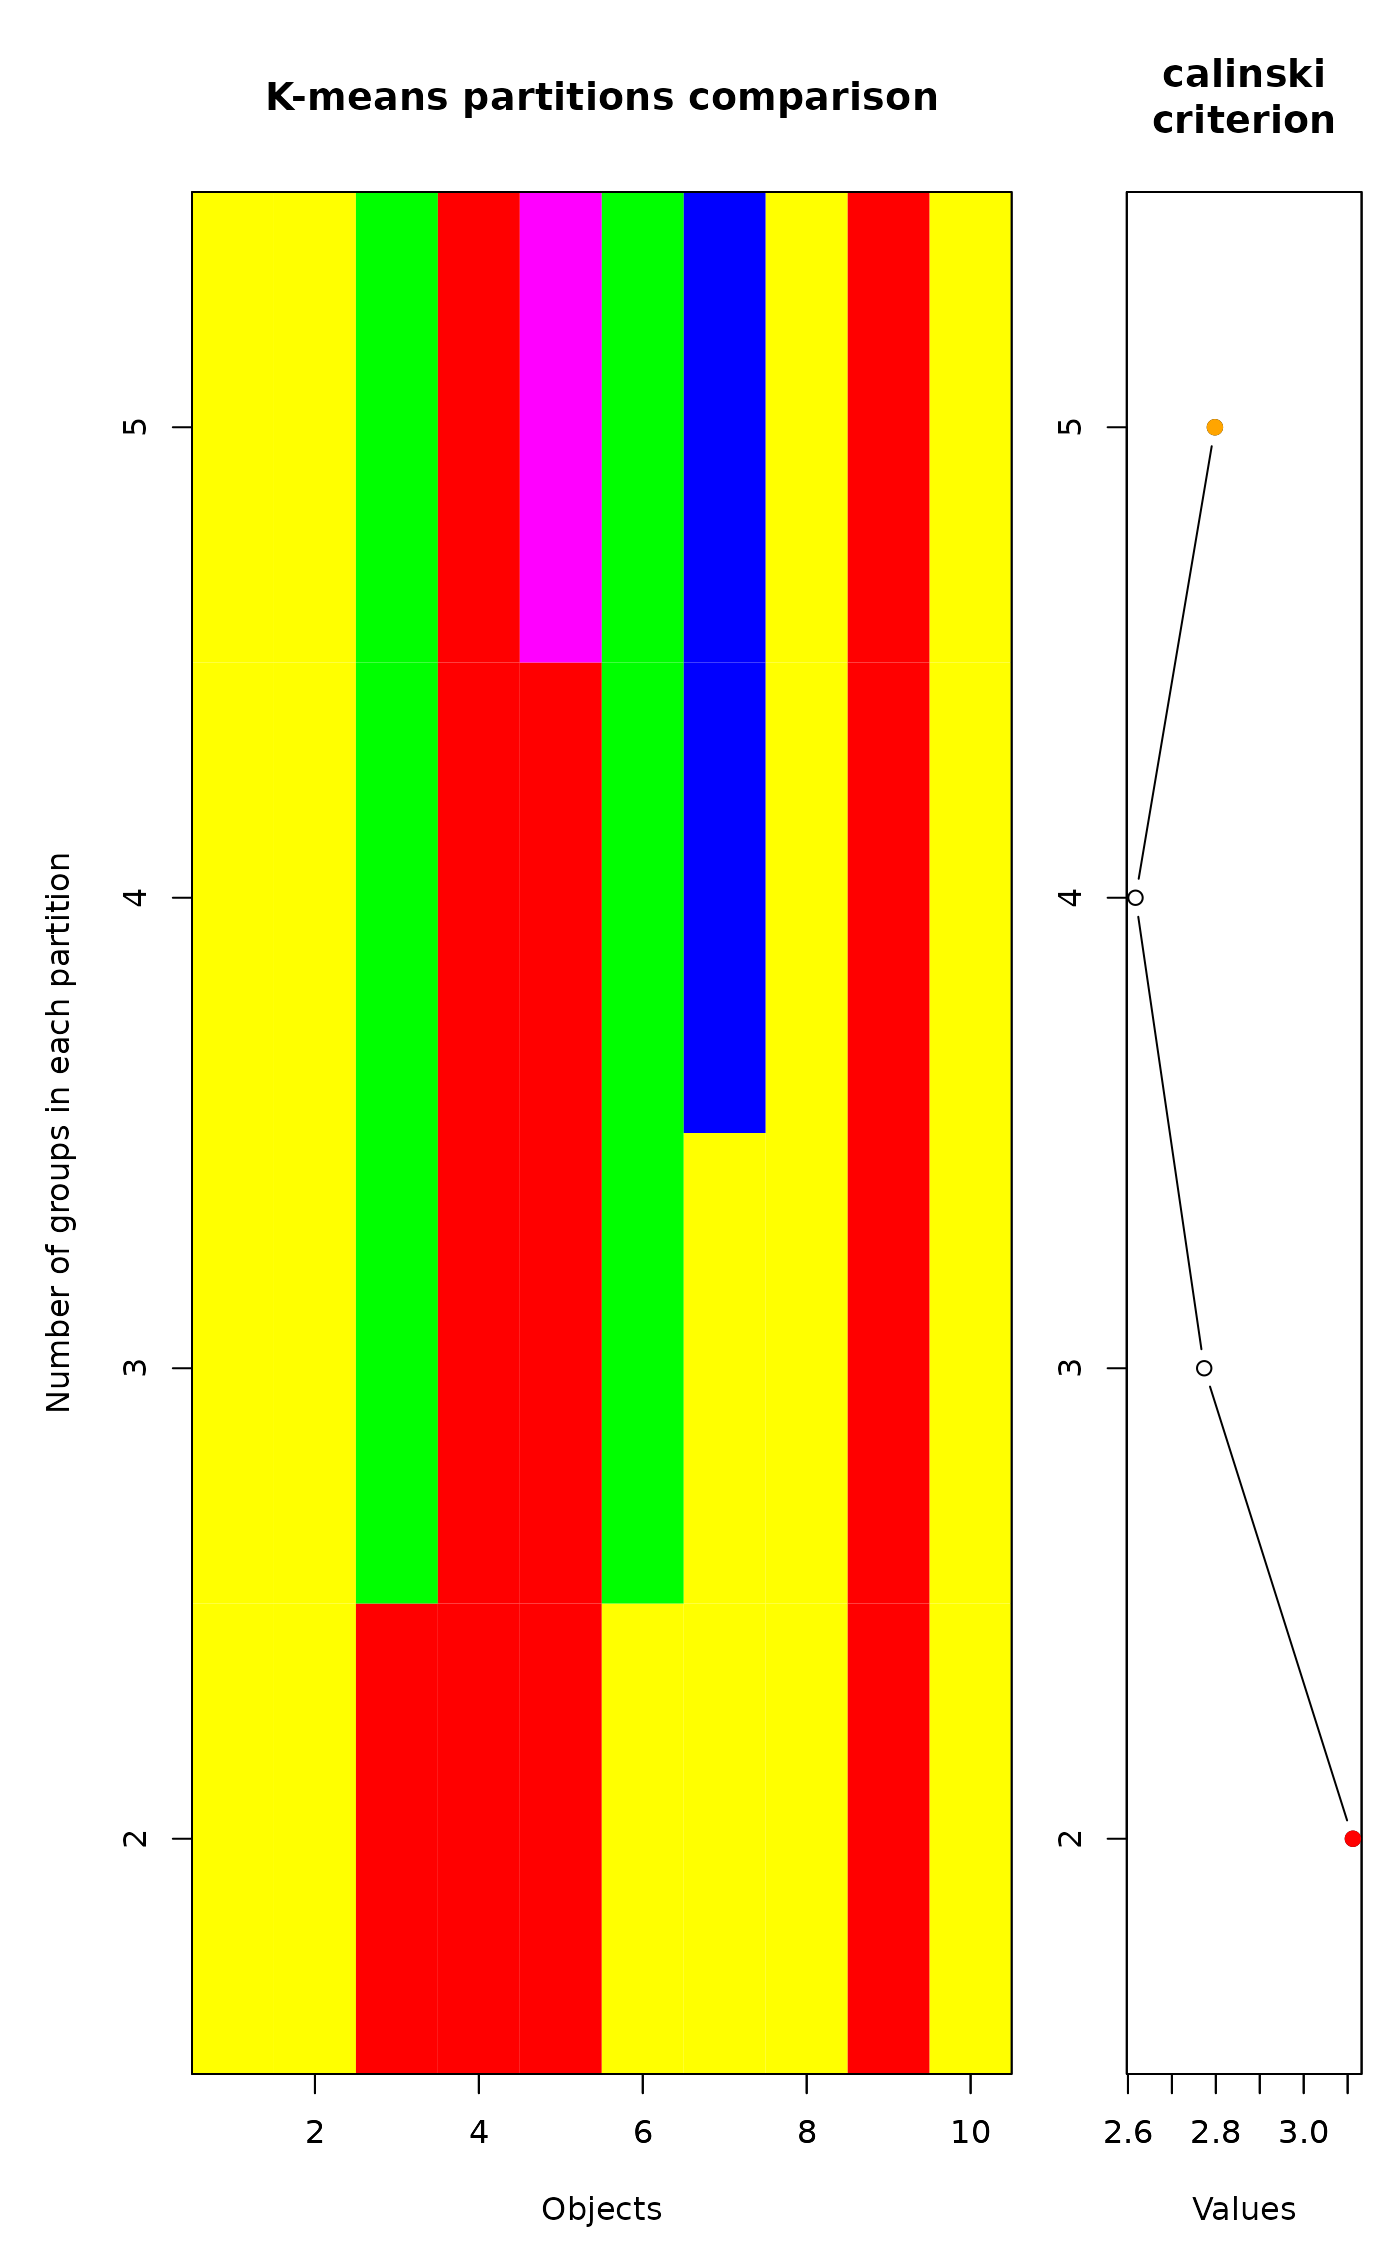 K-means partitions comparison
calinski
criterion
Number of groups in each partition
5
4
3
2
2 4 6 8 10
Objects
5
4
3
2
2.6 2.8 3.0
Values